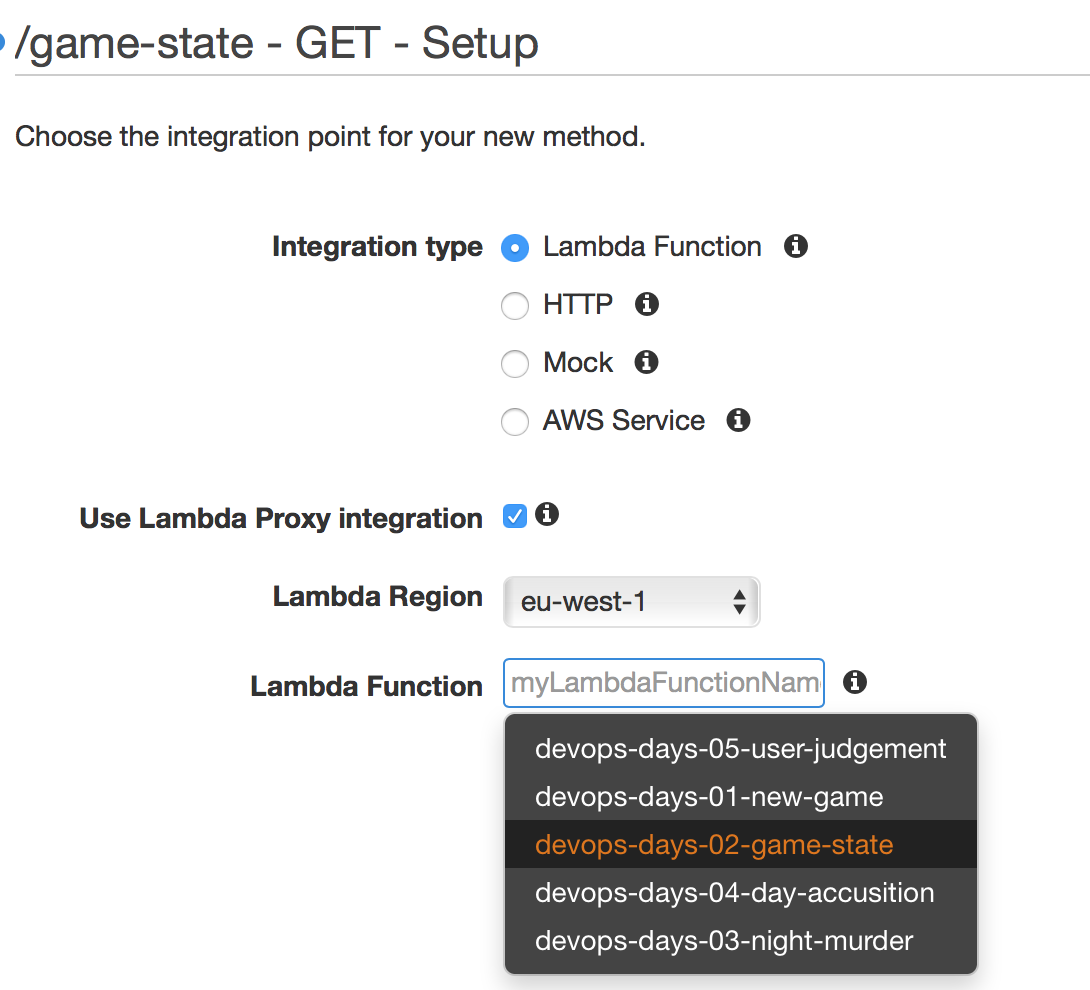 /game-state - GET - Setup
Choose the integration point for your new method.
Integration type Lambda Function
HTTP
Mock
AWS Service
Use Lambda Proxy integration
Lambda Region eu-west-1
Lambda Function myLambdaFunctionNam
devops-days-05-user-judgement
devops-days-01-new-game
devops-days-02-game-state
devops-days-04-day-accusition
devops-days-03-night-murder